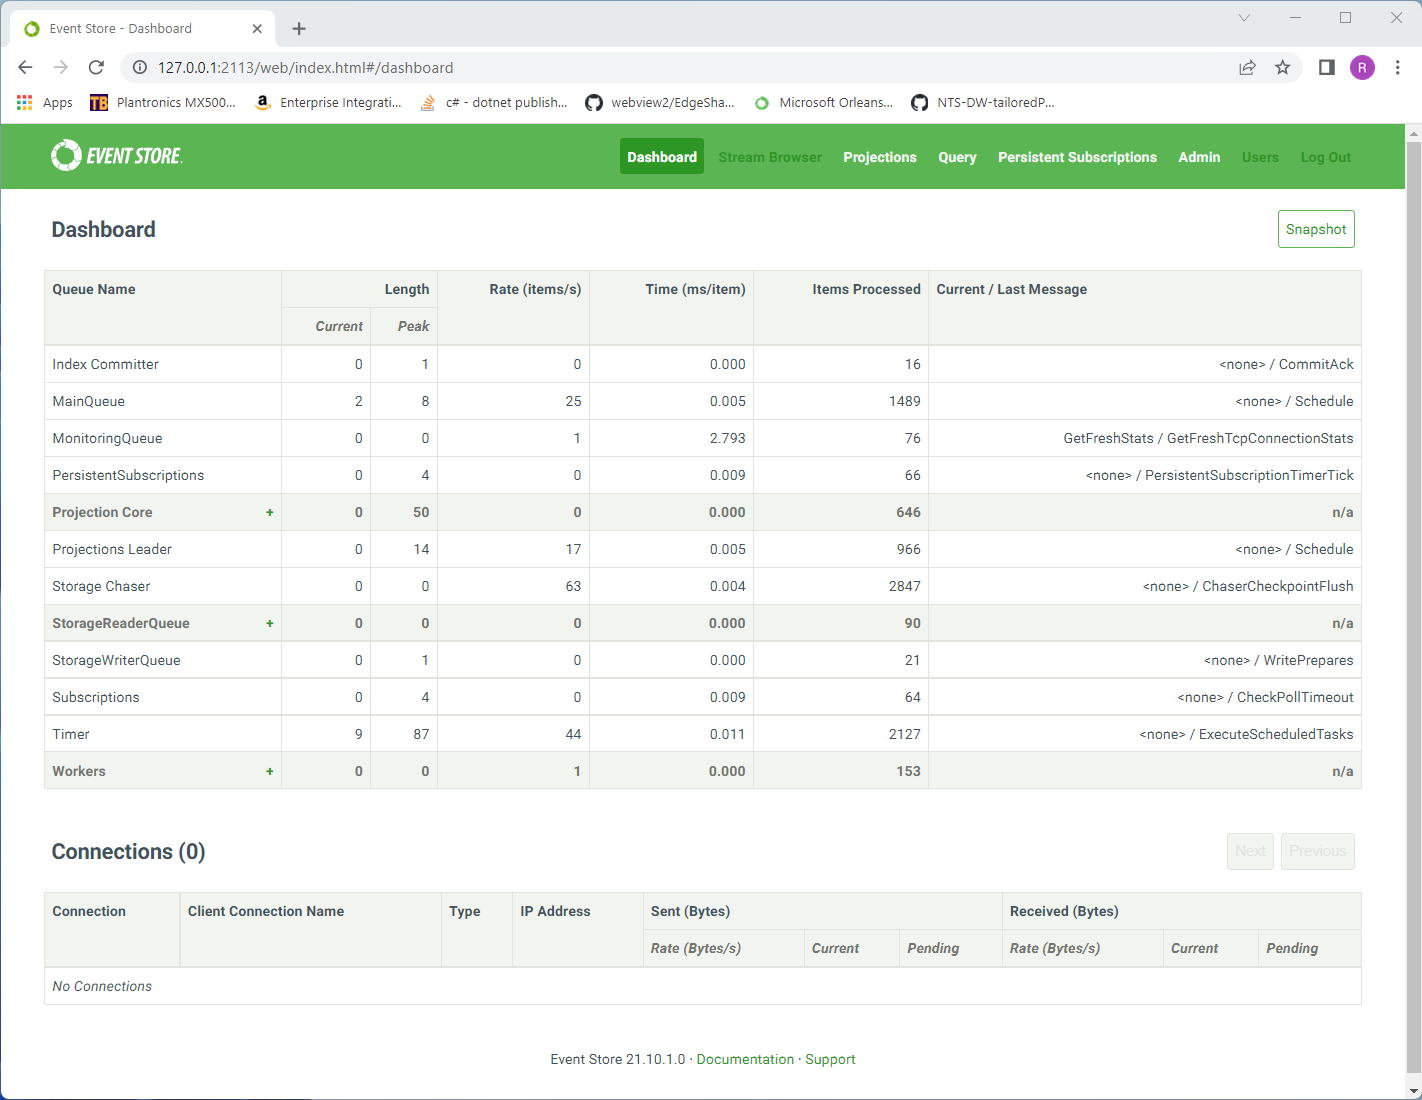 Event Store - Dashboard
127.0.0.1:2113/web/index.html#/dashboard
R
Apps TB Plantronics MX500... Enterprise Integrati... c# - dotnet publish... webview2/EdgeSha... Microsoft Orleans... NTS-DW-tailoredP...
EVENT STORE. Dashboard Stream Browser Projections Query Persistent Subscriptions Admin Users Log Out
Dashboard Snapshot
Queue Name Length Rate (items/s) Time (ms/item) Items Processed Current / Last Message
Current Peak
Index Committer 0 1 0 0.000 16 <none> / CommitAck
MainQueue 2 8 25 0.005 1489 <none> / Schedule
MonitoringQueue 0 0 1 2.793 76 GetFreshStats / GetFreshTcpConnectionStats
PersistentSubscriptions 0 4 0 0.009 66 <none> / PersistentSubscriptionTimerTick
Projection Core + 0 50 0 0.000 646 n/a
Projections Leader 0 14 17 0.005 966 <none> / Schedule
Storage Chaser 0 0 63 0.004 2847 <none> / ChaserCheckpointFlush
StorageReaderQueue + 0 0 0 0.000 90 n/a
StorageWriterQueue 0 1 0 0.000 21 <none> / WritePrepares
Subscriptions 0 4 0 0.009 64 <none> / CheckPollTimeout
Timer 9 87 44 0.011 2127 <none> / ExecuteScheduledTasks
Workers + 0 0 1 0.000 153 n/a
Connections (0) Next Previous
Connection Client Connection Name Type IP Address Sent (Bytes) Received (Bytes)
Rate (Bytes/s) Current Pending Rate (Bytes/s) Current Pending
No Connections
Event Store 21.10.1.0 · Documentation · Support